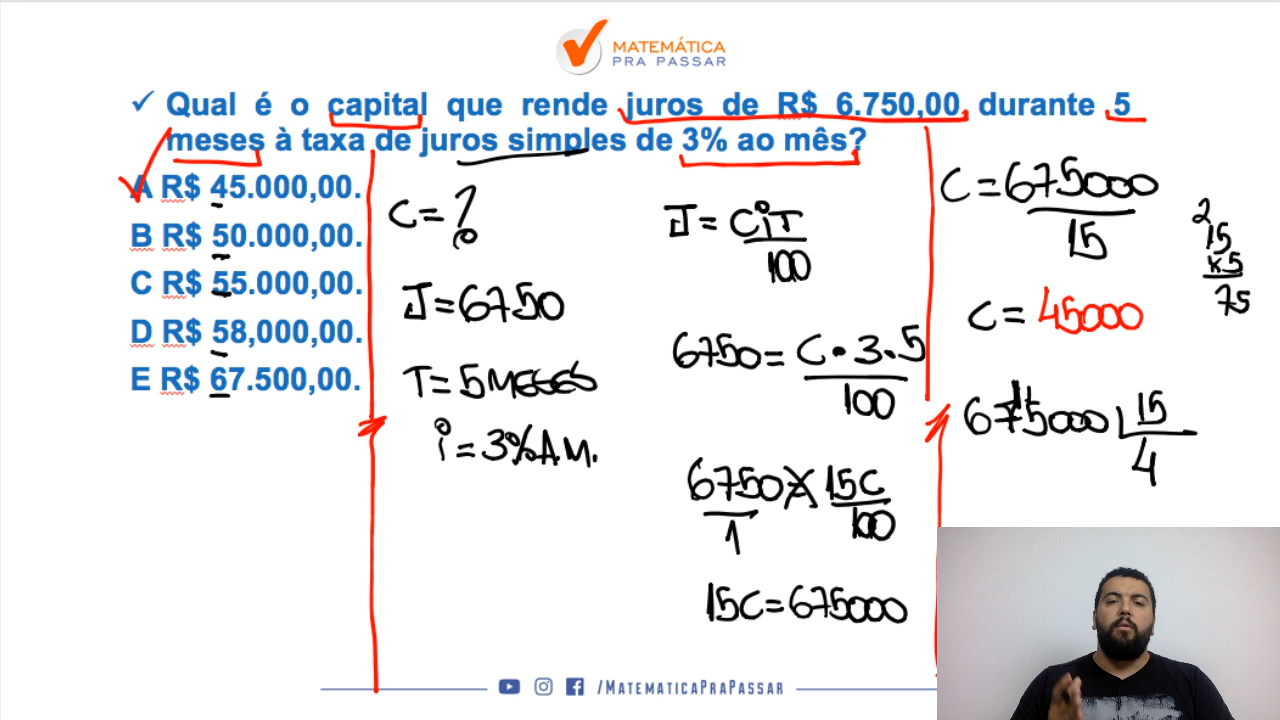 MATEMÁTICA
PRA PASSAR
✓ Qual é o capital que rende juros de R$ 6.750,00, durante 5
meses à taxa de juros simples de 3% ao mês?
A R$ 45.000,00.
B R$ 50.000,00.
C R$ 55.000,00.
D R$ 58,000,00.
E R$ 67.500,00.
C = ?
J = 6750
T = 5 MESES
i = 3% A.M.
J = CiT
100
6750 = C · 3 · 5
100
6750 = 15C
1 100
15C = 675000
C = 675000
15
C = 45000
2
15
x5
75
675000 15
4
/MATEMATICAPRAPASSAR